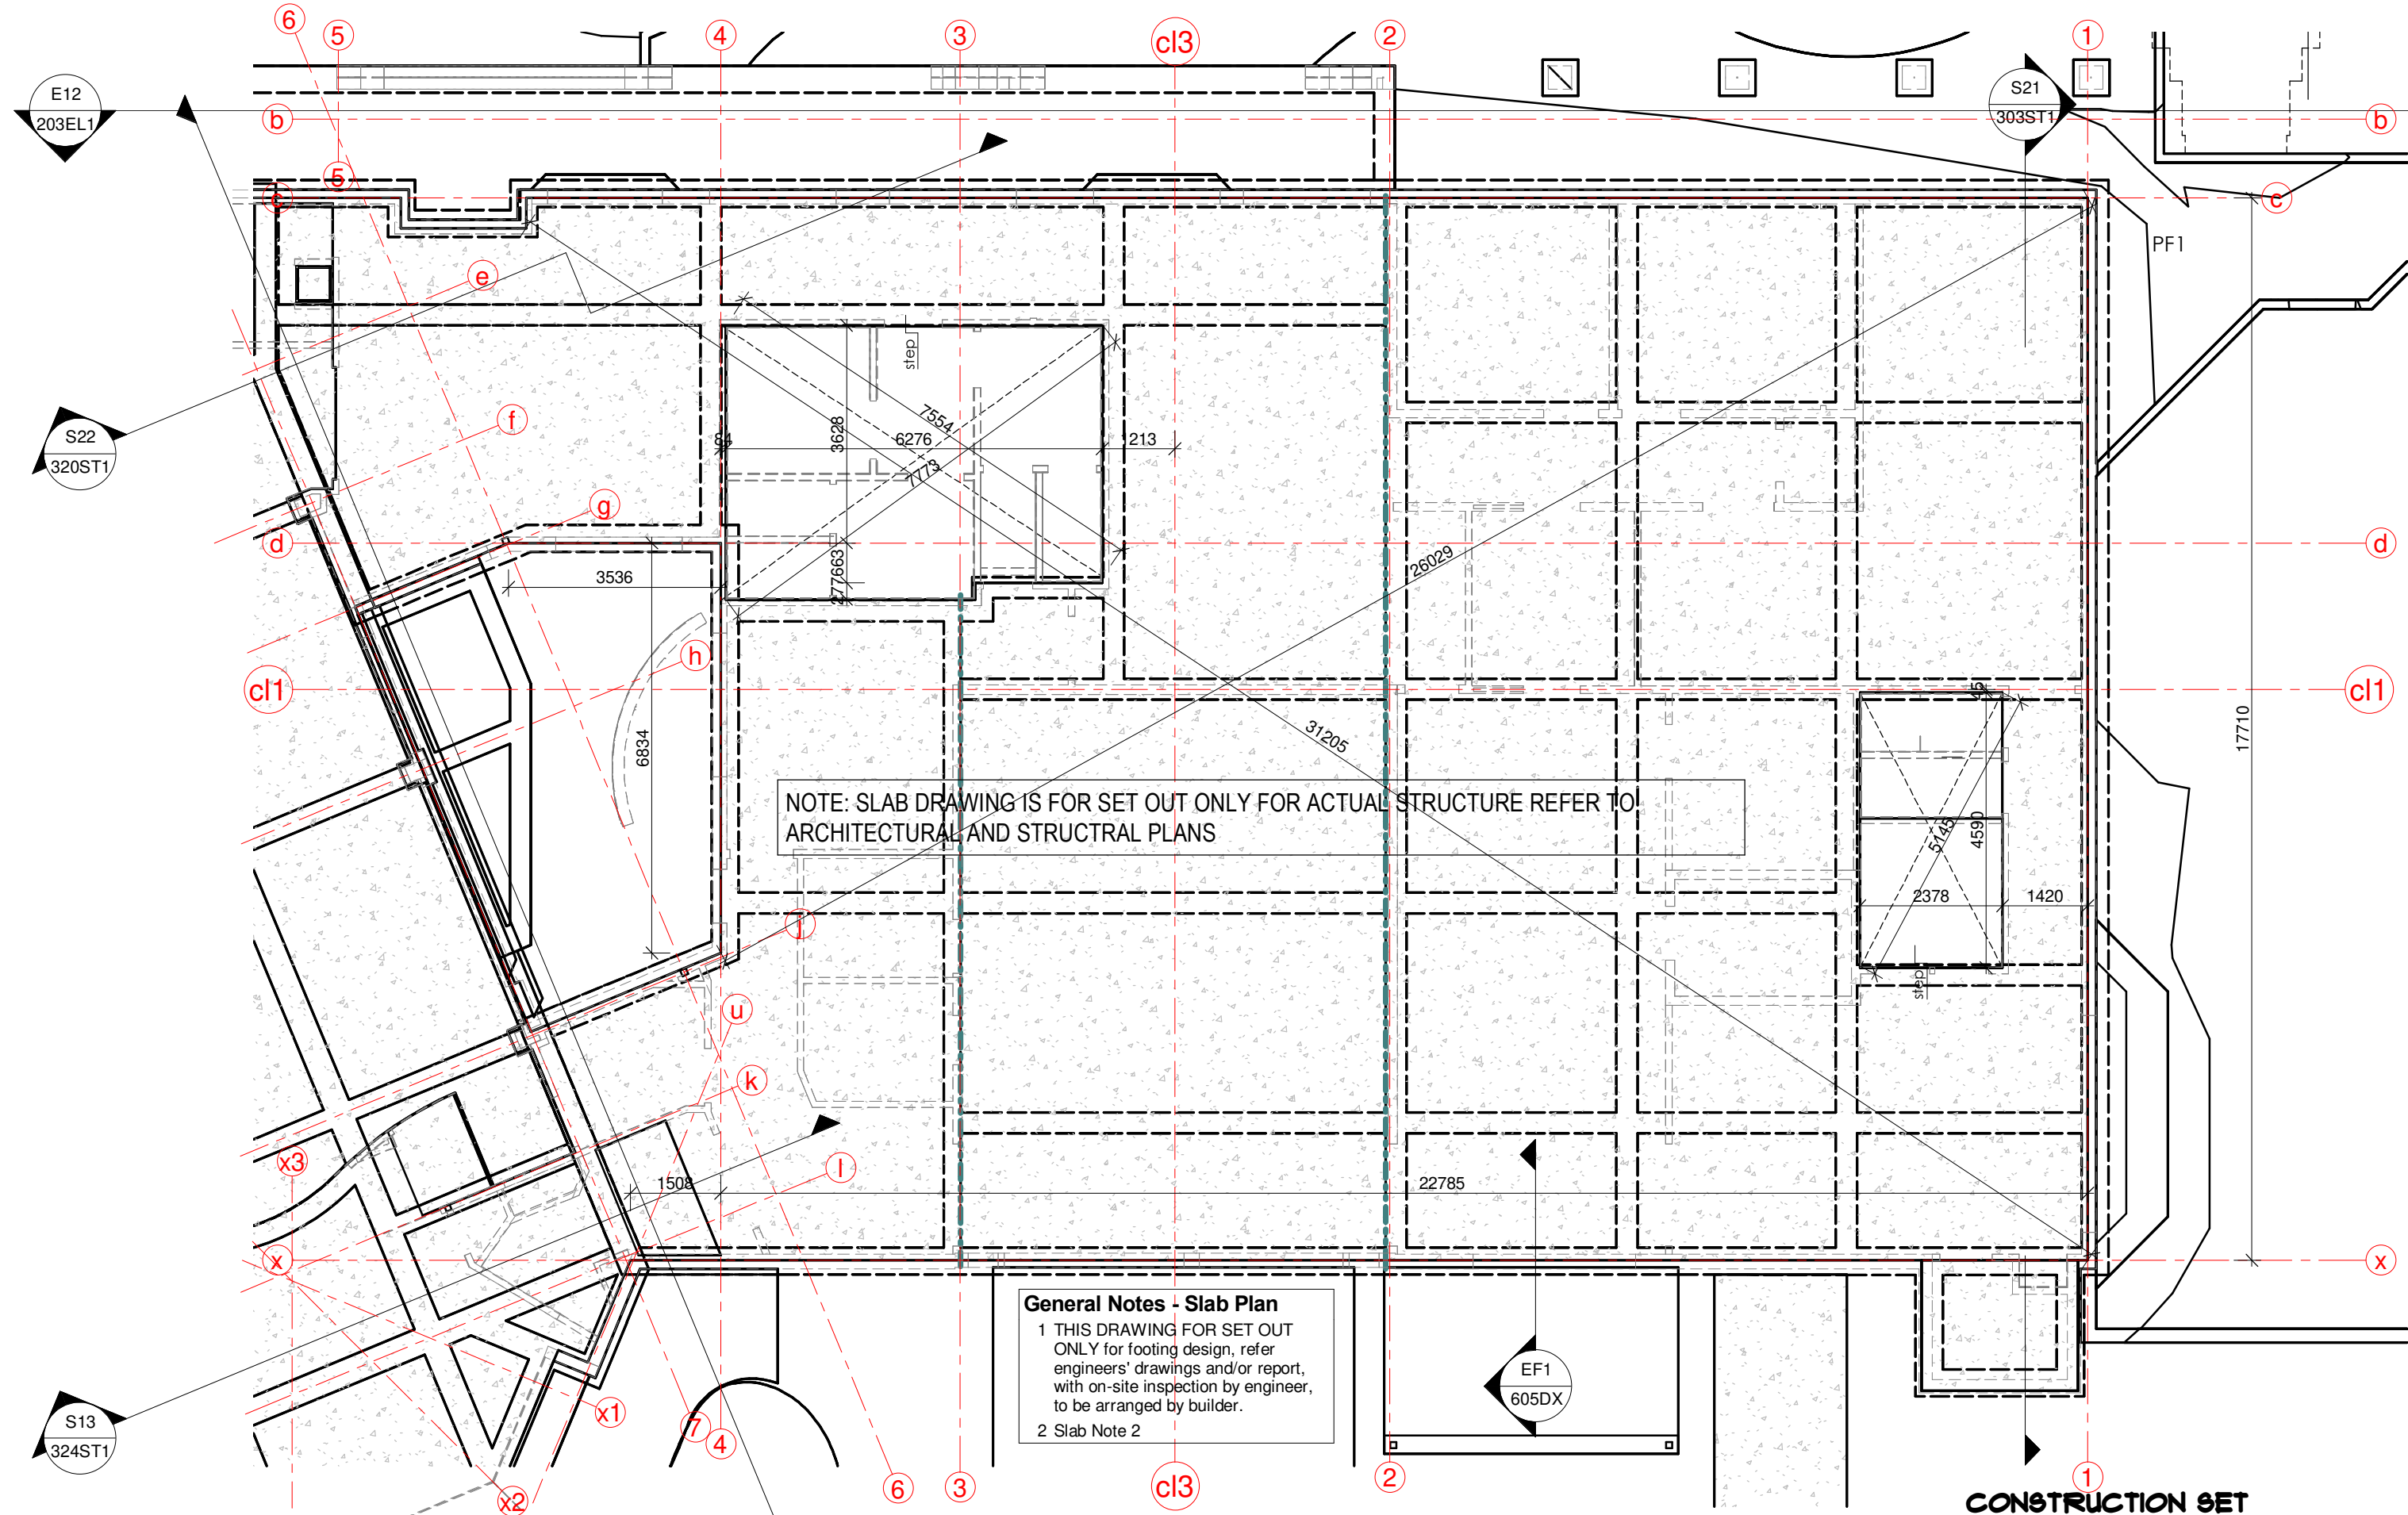 6
5
4
3
cl3
2
1
E12
203EL1
S21
303ST1
b
b
5
c
c
PF1
e
step
f
S22
320ST1
84
3628
7554
6276
213
7773
g
d
d
26029
3536
663
277
h
cl1
cl1
45
17710
6834
31205
NOTE: SLAB DRAWING IS FOR SET OUT ONLY FOR ACTUAL STRUCTURE REFER TO
ARCHITECTURAL AND STRUCTRAL PLANS
5145
4590
2378
1420
j
step
u
k
x3
l
1508
22785
x
x
General Notes - Slab Plan
1 THIS DRAWING FOR SET OUT
ONLY for footing design, refer
engineers' drawings and/or report,
with on-site inspection by engineer,
to be arranged by builder.
2 Slab Note 2
EF1
605DX
S13
324ST1
x1
7
4
x2
6
3
cl3
2
1
CONSTRUCTION SET